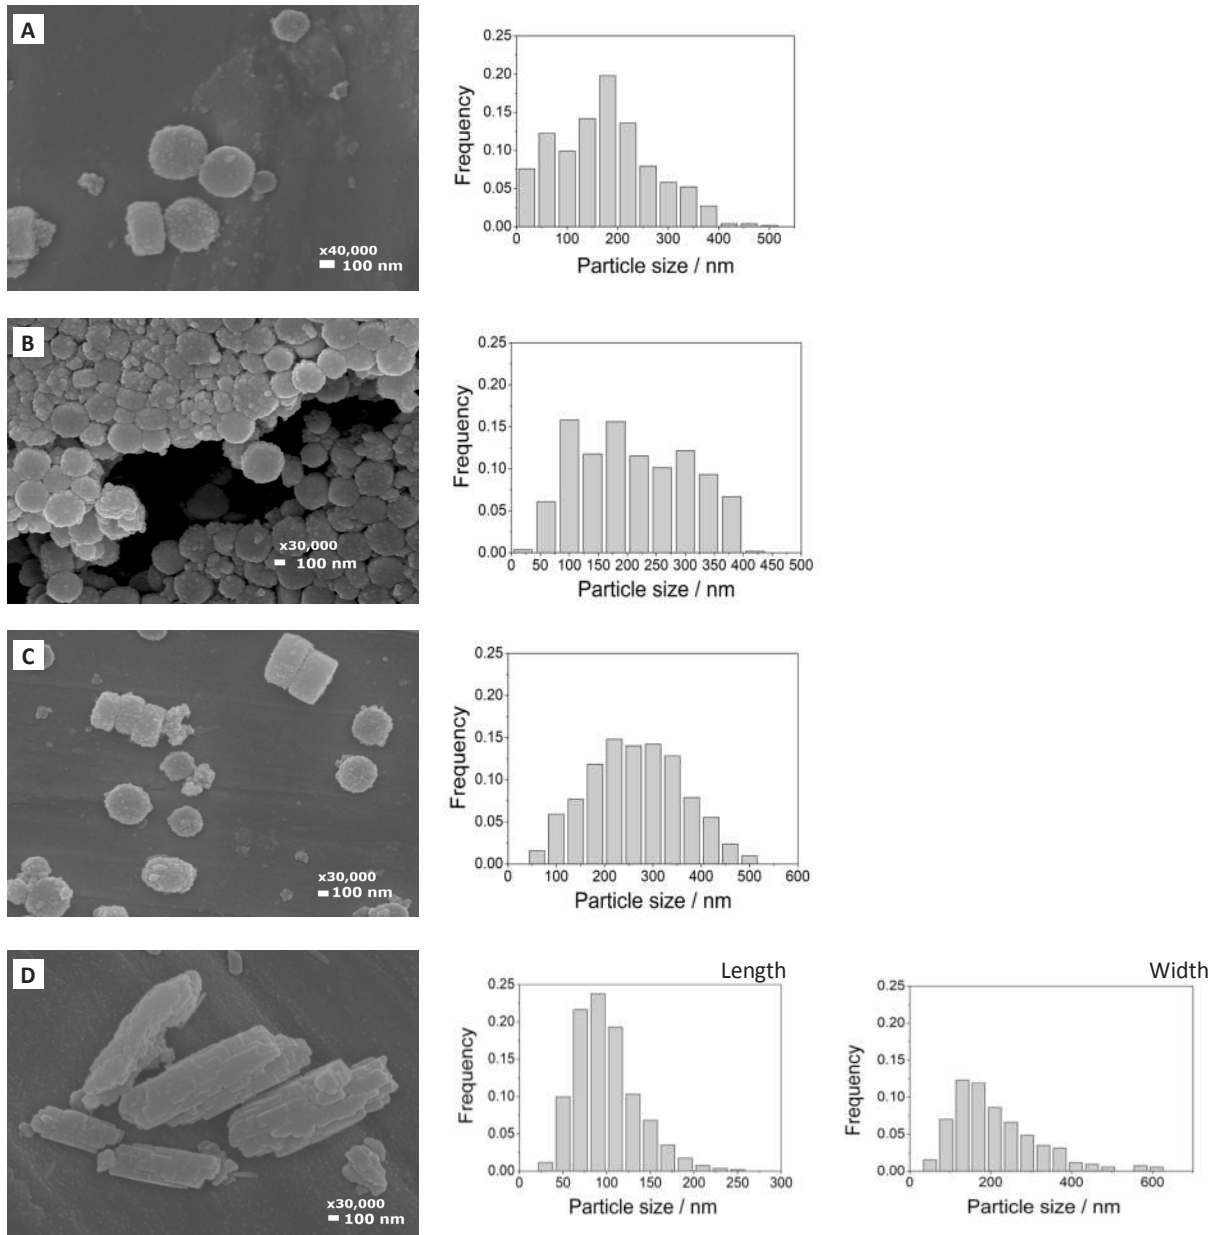 A
x40,000
100 nm
0.25
0.20
0.15
0.10
0.05
0.00
Frequency
0 100 200 300 400 500
Particle size / nm
B
x30,000
100 nm
0.25
0.20
0.15
0.10
0.05
0.00
Frequency
0 50 100 150 200 250 300 350 400 450 500
Particle size / nm
C
x30,000
100 nm
0.25
0.20
0.15
0.10
0.05
0.00
Frequency
0 100 200 300 400 500 600
Particle size / nm
D
x30,000
100 nm
Length
0.25
0.20
0.15
0.10
0.05
0.00
Frequency
0 50 100 150 200 250 300
Particle size / nm
Width
0.25
0.20
0.15
0.10
0.05
0.00
Frequency
0 200 400 600
Particle size / nm